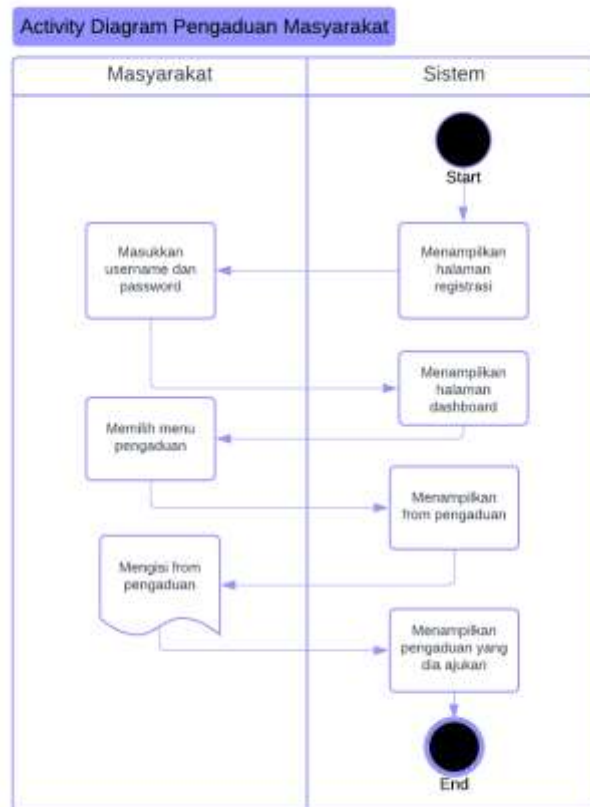 Activity Diagram Pengaduan Masyarakat
Masyarakat
Sistem
Start
Menampilkan
halaman
registrasi
Masukkan
username dan
password
Menampilkan
halaman
dashboard
Memilih menu
pengaduan
Menampilkan
from pengaduan
Mengisi from
pengaduan
Menampilkan
pengaduan yang
dia ajukan
End